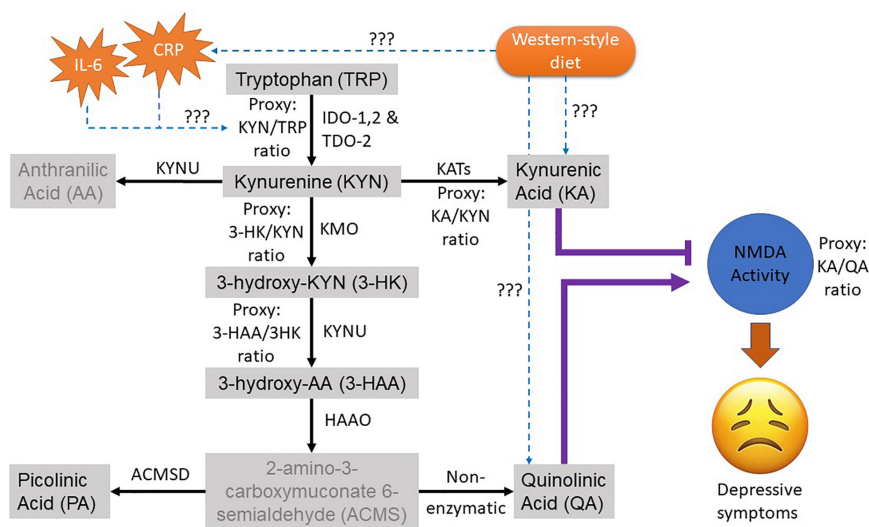 IL-6
CRP
???
Western-style
diet
Tryptophan (TRP)
???
Proxy:
KYN/TRP
ratio
IDO-1,2 &
TDO-2
???
Anthranilic
Acid (AA)
KYNU
Kynurenine (KYN)
KATs
Proxy:
KA/KYN
ratio
Kynurenic
Acid (KA)
Proxy:
3-HK/KYN
ratio
KMO
NMDA
Activity
Proxy:
KA/QA
ratio
3-hydroxy-KYN (3-HK)
???
Proxy:
3-HAA/3HK
ratio
KYNU
3-hydroxy-AA (3-HAA)
HAAO
Picolinic
Acid (PA)
ACMSD
2-amino-3-
carboxymuconate 6-
semialdehyde (ACMS)
Non-
enzymatic
Quinolinic
Acid (QA)
Depressive
symptoms